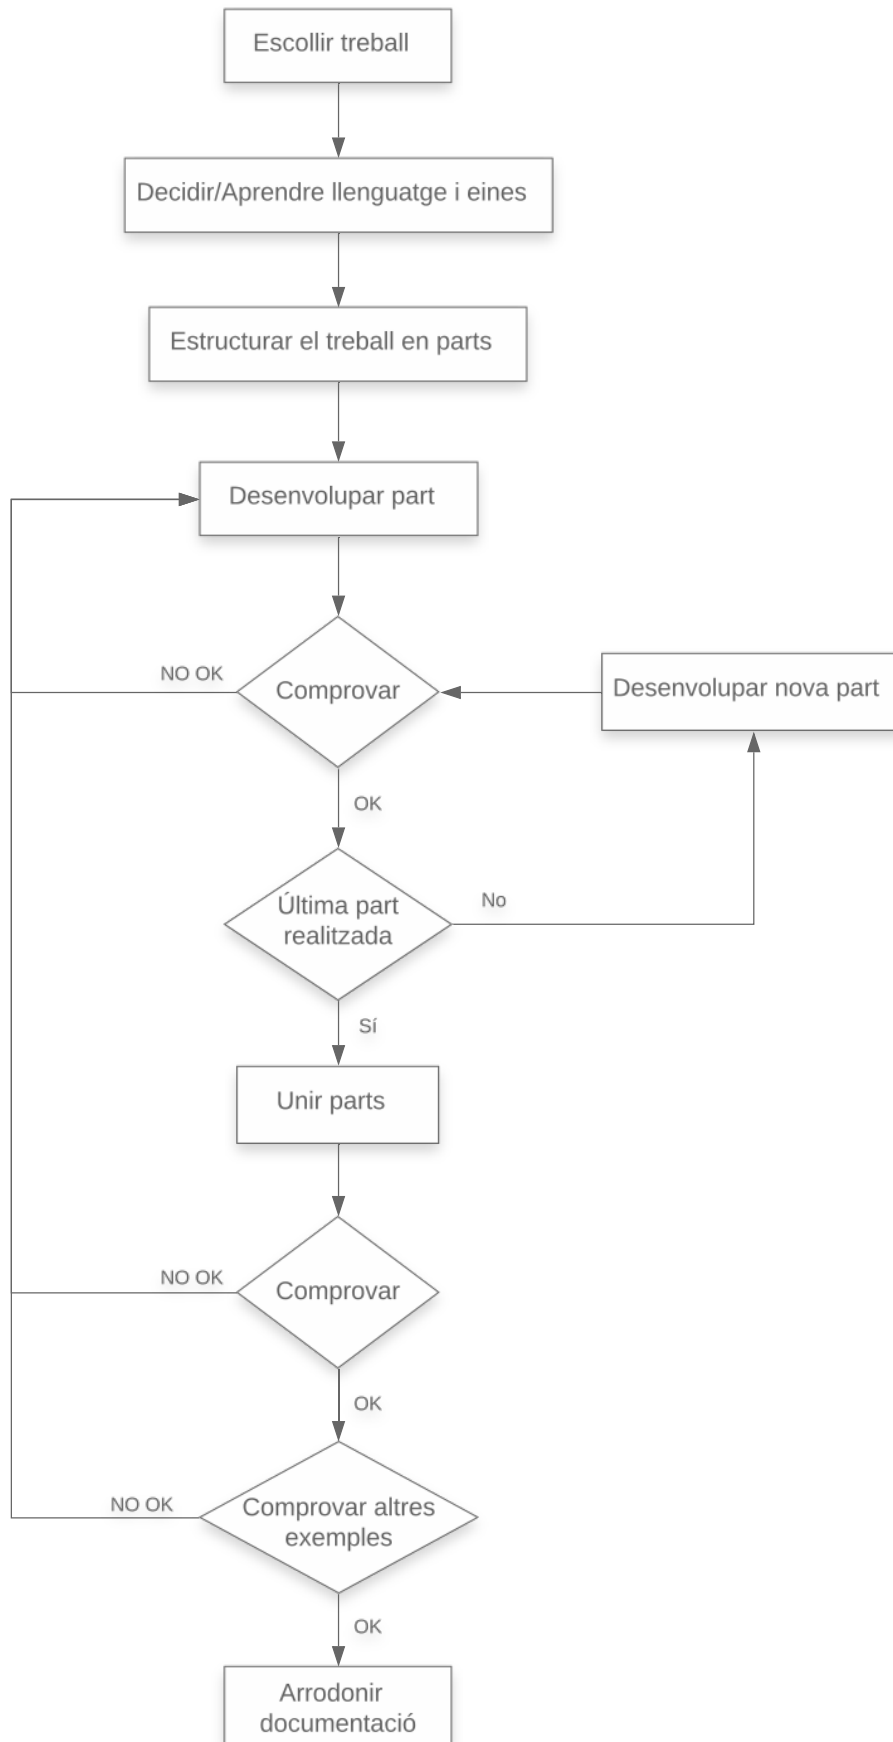 Escollir treball
Decidir/Aprendre llenguatge i eines
Estructurar el treball en parts
Desenvolupar part
NO OK
Comprovar
Desenvolupar nova part
OK
Última part
realitzada
No
Sí
Unir parts
NO OK
Comprovar
OK
NO OK
Comprovar altres
exemples
OK
Arrodonir
documentació